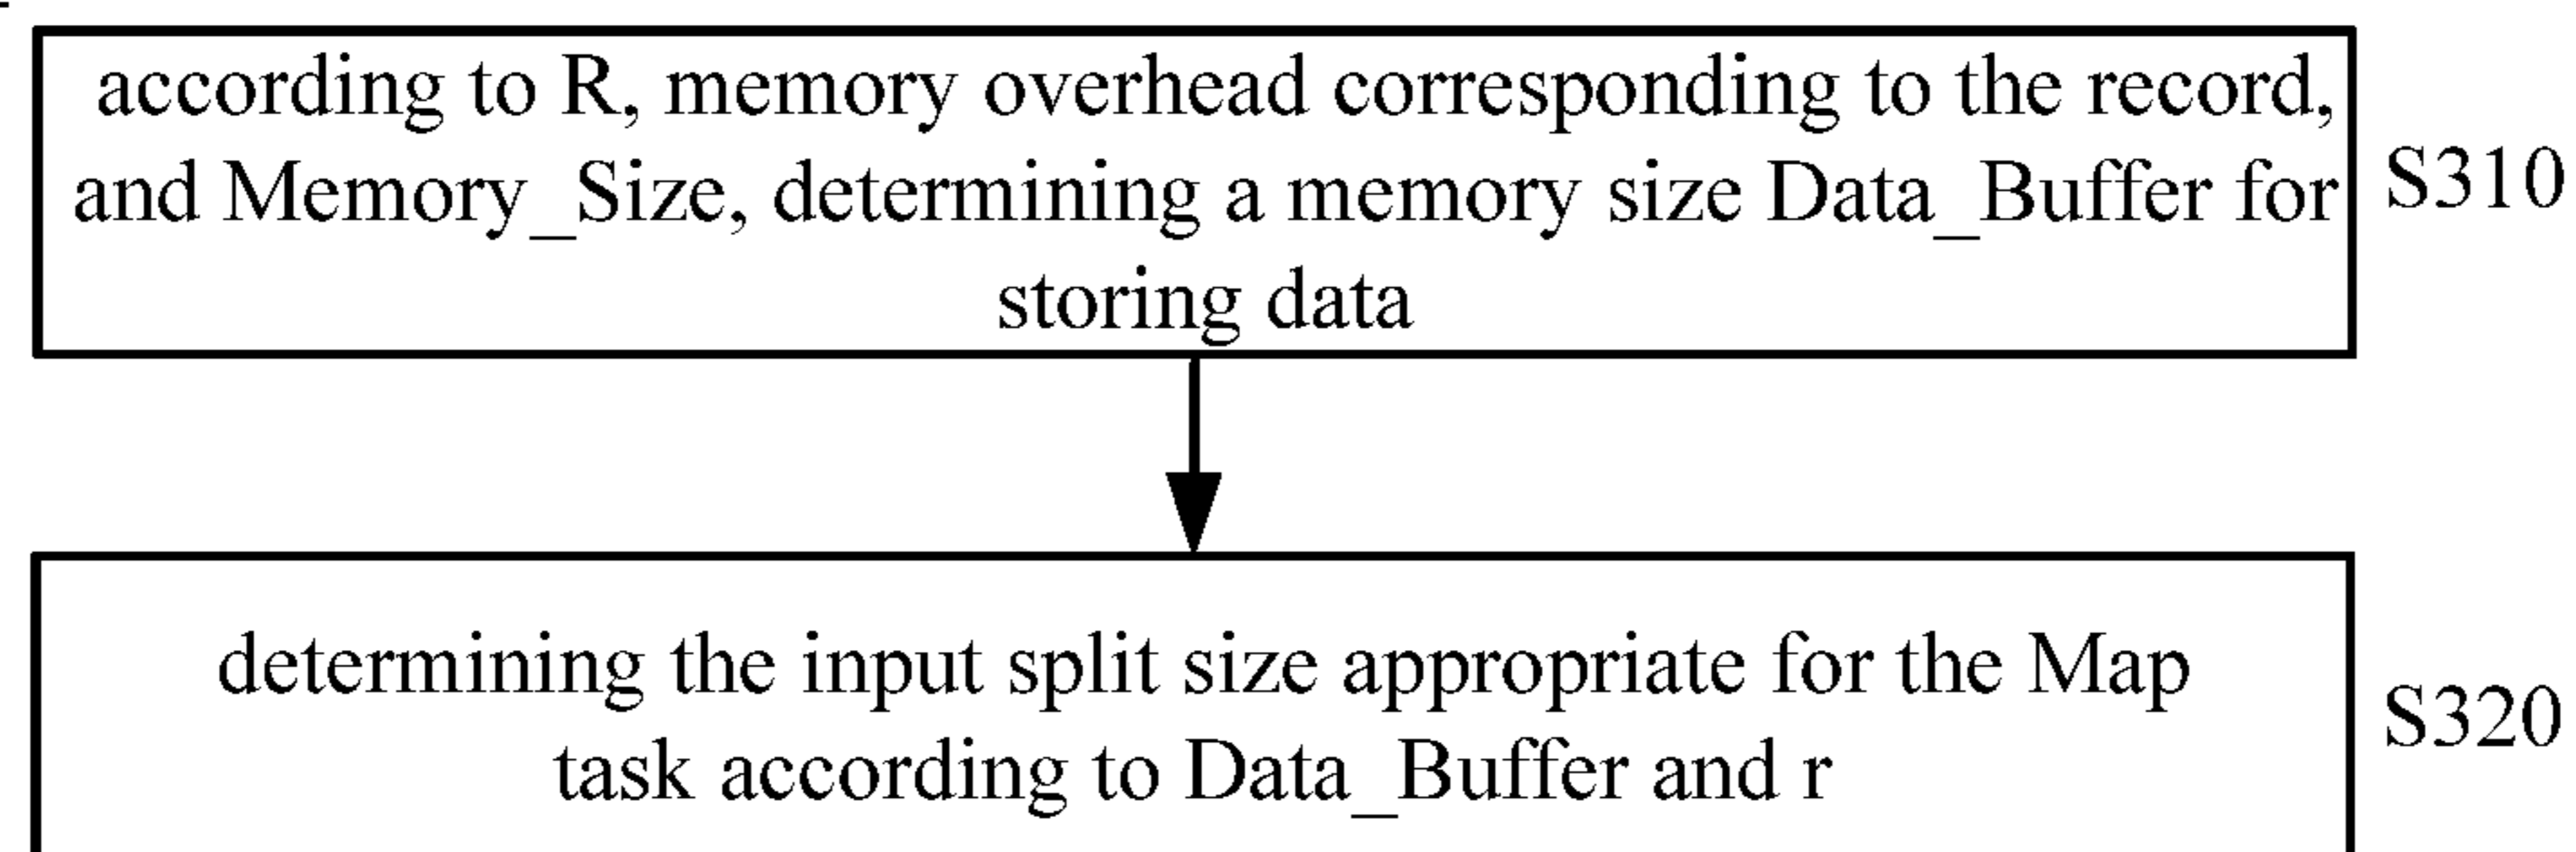 according to R, memory overhead corresponding to the record,
and Memory_Size, determining a memory size Data_Buffer for
storing data
S310
determining the input split size appropriate for the Map
task according to Data_Buffer and r
S320